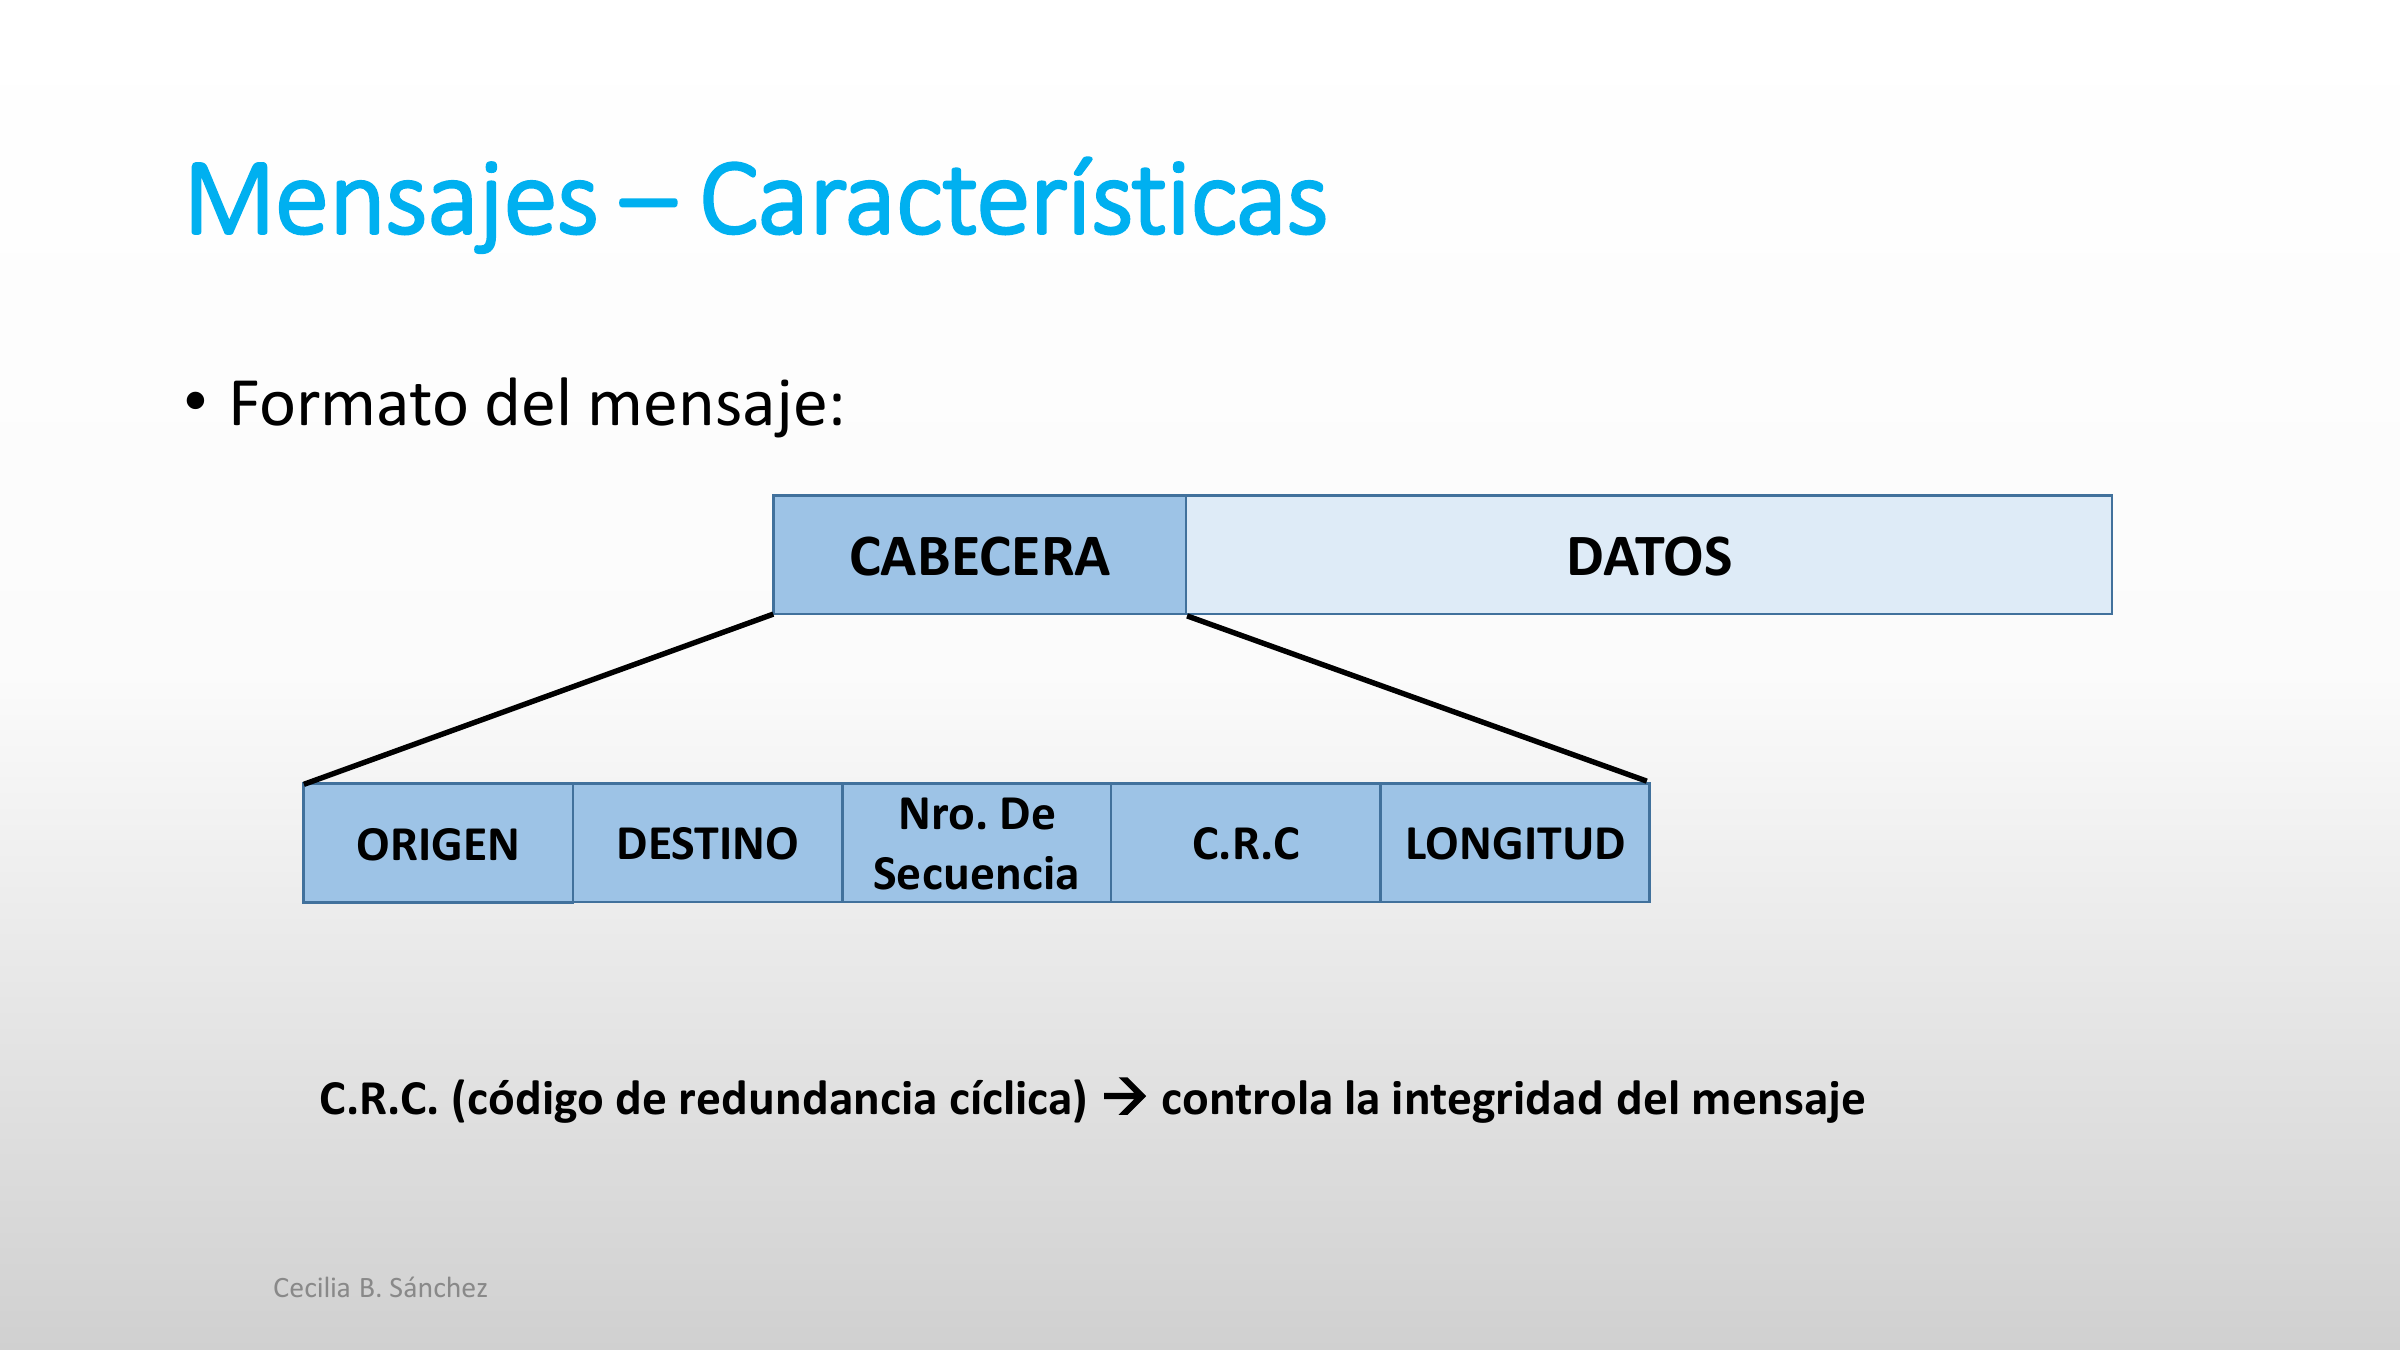 Mensajes – Características
• Formato del mensaje:
CABECERA DATOS
ORIGEN DESTINO Nro. De Secuencia C.R.C LONGITUD
C.R.C. (código de redundancia cíclica) → controla la integridad del mensaje
Cecilia B. Sánchez